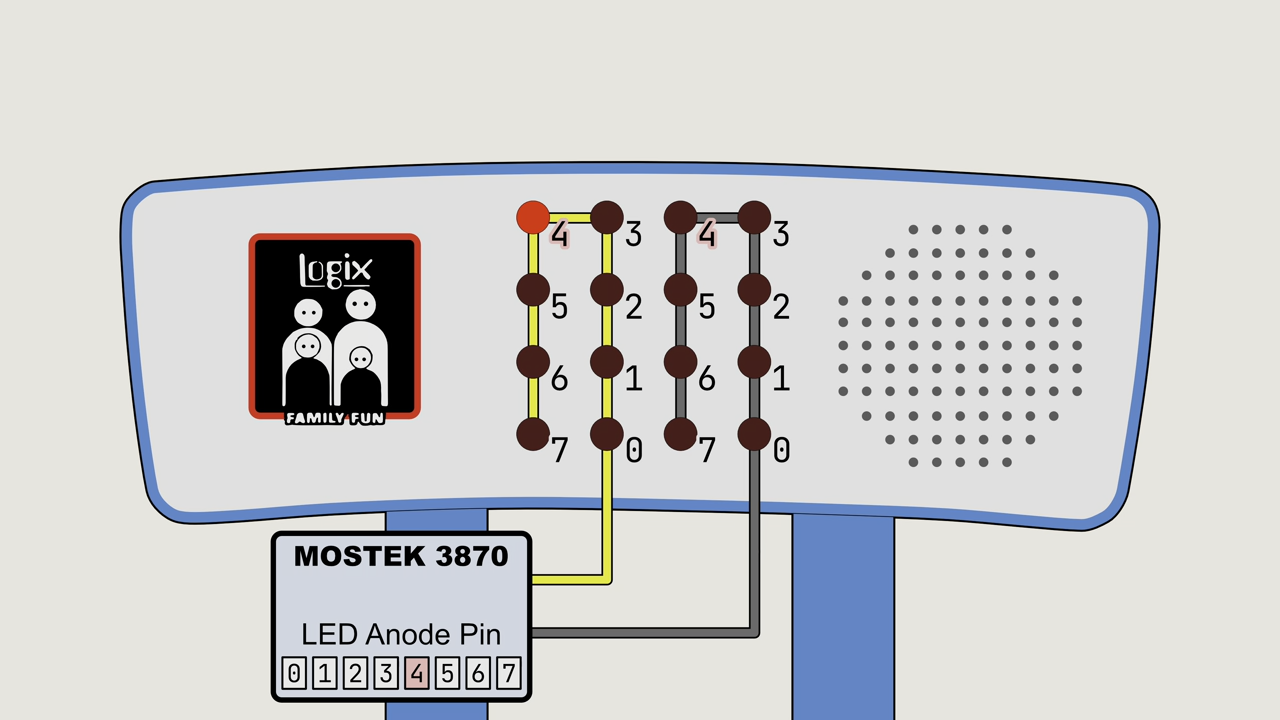 Logix
FAMILY FUN
4 3 4 3
5 2 5 2
6 1 6 1
7 0 7 0
MOSTEK 3870
LED Anode Pin
0 1 2 3 4 5 6 7